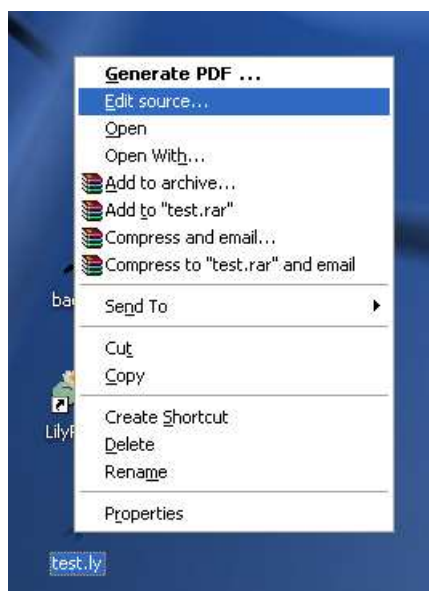 Generate PDF ...
Edit source...
Open
Open With...
Add to archive...
Add to "test.rar"
Compress and email...
Compress to "test.rar" and email
Send To
Cut
Copy
Create Shortcut
Delete
Rename
Properties
test.ly